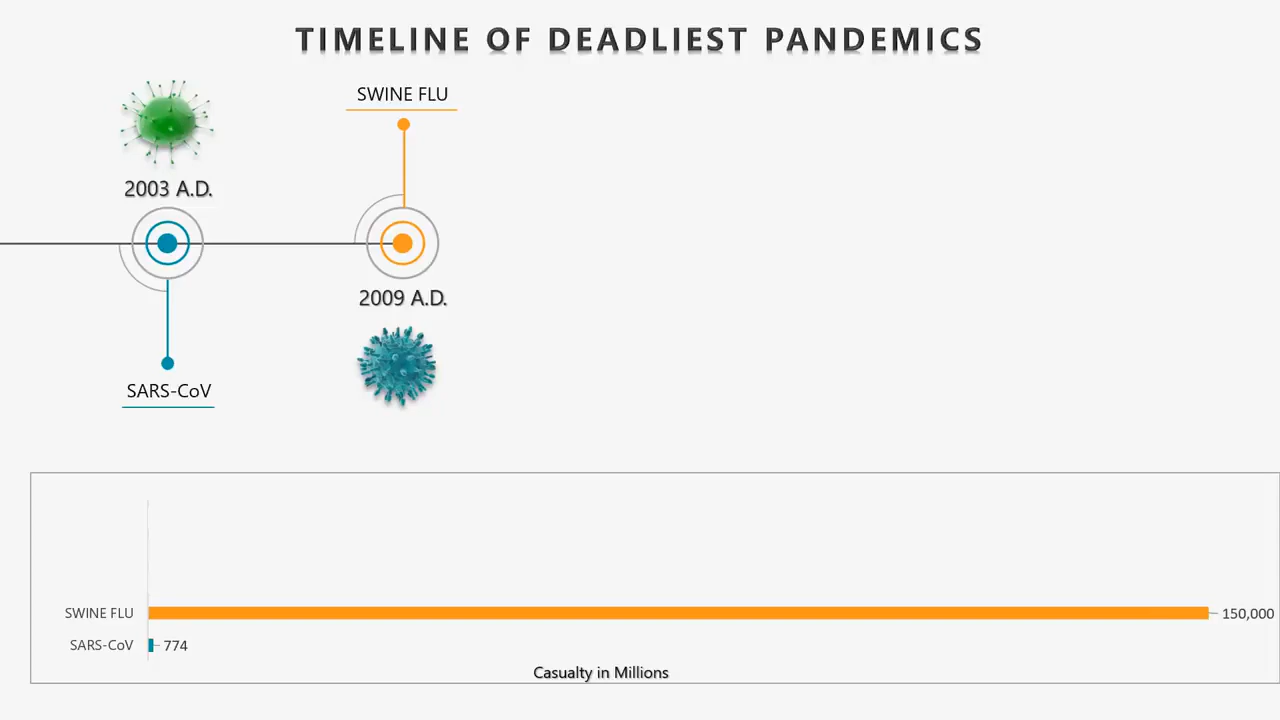 TIMELINE OF DEADLIEST PANDEMICS
SWINE FLU
2003 A.D.
2009 A.D.
SARS-CoV
SWINE FLU
150,000
SARS-CoV
774
Casualty in Millions